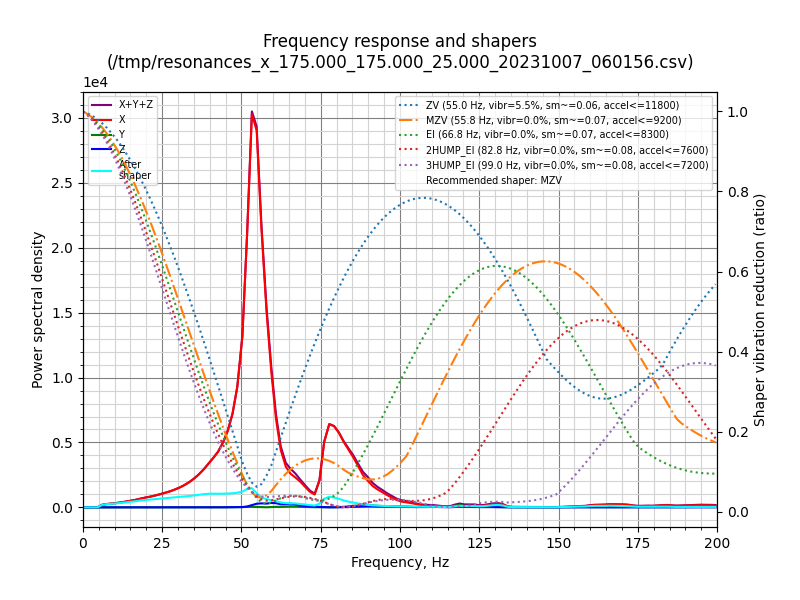 Frequency response and shapers
(/tmp/resonances_x_175.000_175.000_25.000_20231007_060156.csv)
1e4
X+Y+Z
X
Y
Z
After
shaper
ZV (55.0 Hz, vibr=5.5%, sm~=0.06, accel<=11800)
MZV (55.8 Hz, vibr=0.0%, sm~=0.07, accel<=9200)
EI (66.8 Hz, vibr=0.0%, sm~=0.07, accel<=8300)
2HUMP_EI (82.8 Hz, vibr=0.0%, sm~=0.08, accel<=7600)
3HUMP_EI (99.0 Hz, vibr=0.0%, sm~=0.08, accel<=7200)
Recommended shaper: MZV
Power spectral density
3.0
2.5
2.0
1.5
1.0
0.5
0.0
1.0
0.8
0.6
0.4
0.2
0.0
Shaper vibration reduction (ratio)
0 25 50 75 100 125 150 175 200
Frequency, Hz